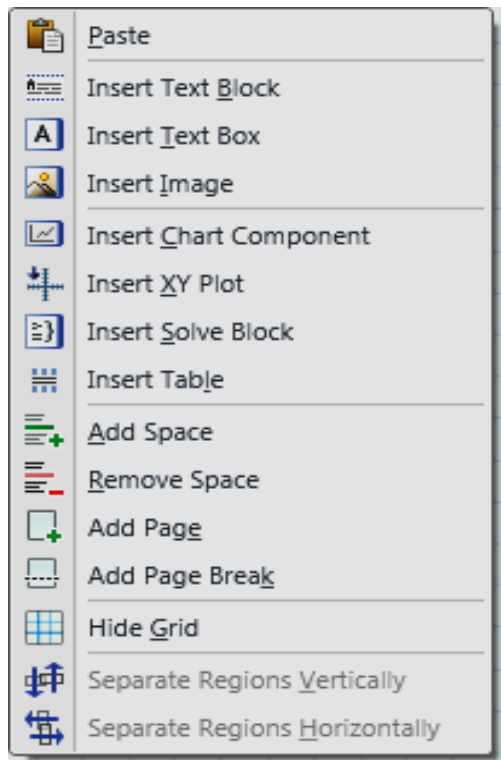 Paste
Insert Text Block
Insert Text Box
Insert Image
Insert Chart Component
Insert XY Plot
Insert Solve Block
Insert Table
Add Space
Remove Space
Add Page
Add Page Break
Hide Grid
Separate Regions Vertically
Separate Regions Horizontally